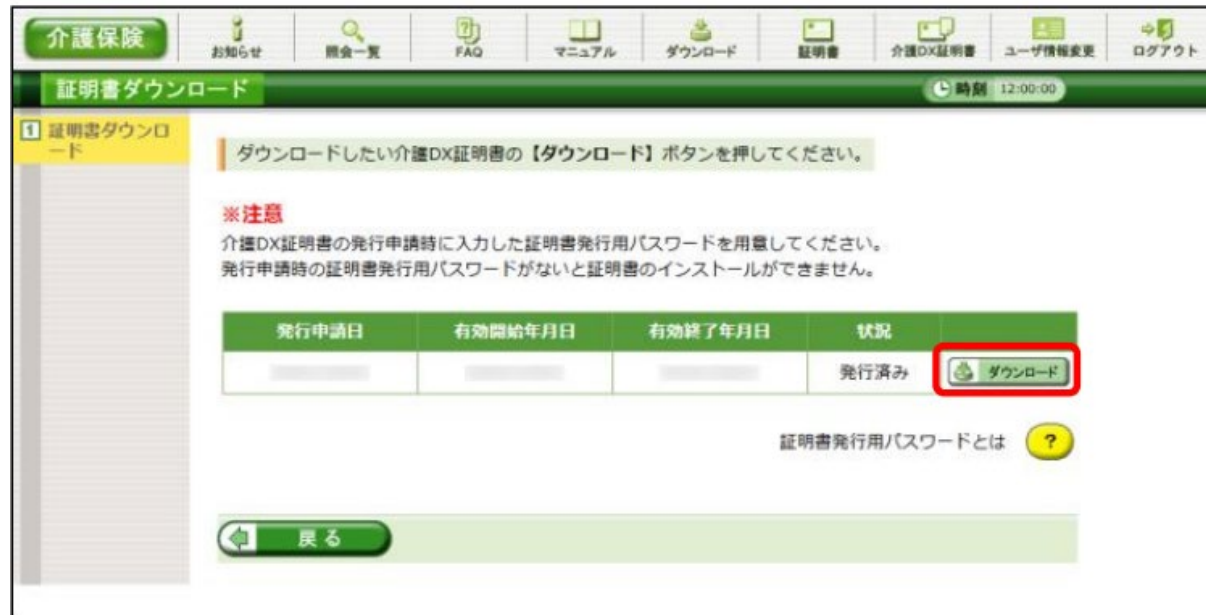 介護保険
お知らせ
照会一覧
FAQ
マニュアル
ダウンロード
証明書
介護DX証明書
ユーザ情報変更
ログアウト
証明書ダウンロード
時刻 12:00:00
1 証明書ダウンロ
ード
ダウンロードしたい介護DX証明書の【ダウンロード】ボタンを押してください。
※注意
介護DX証明書の発行申請時に入力した証明書発行用パスワードを用意してください。
発行申請時の証明書発行用パスワードがないと証明書のインストールができません。
発行申請日 有効開始年月日 有効終了年月日 状況
発行済み ダウンロード
証明書発行用パスワードとは ?
戻る